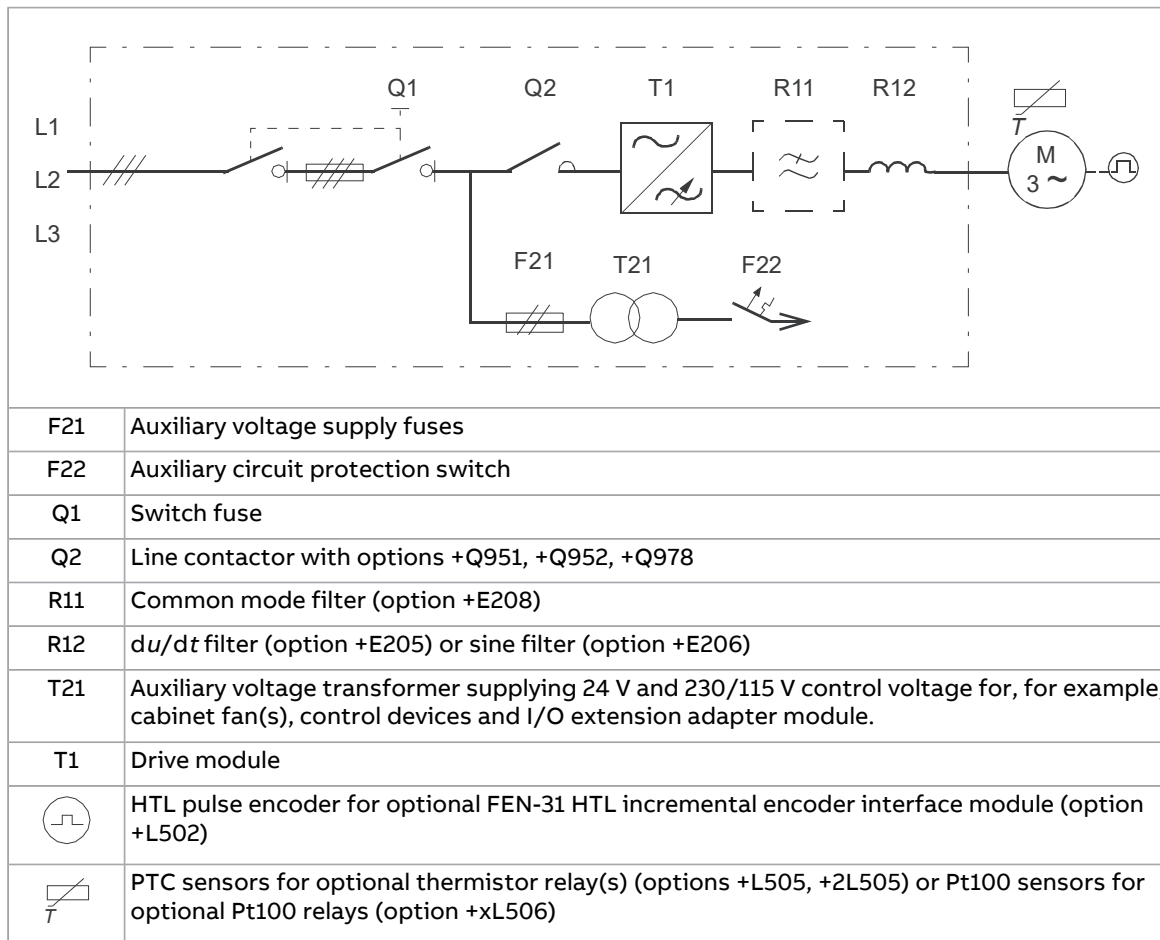 Q1 Q2 T1 R11 R12
L1
L2
L3
T
M
3 ~
F21 T21 F22
F21 Auxiliary voltage supply fuses
F22 Auxiliary circuit protection switch
Q1 Switch fuse
Q2 Line contactor with options +Q951, +Q952, +Q978
R11 Common mode filter (option +E208)
R12 du/dt filter (option +E205) or sine filter (option +E206)
T21 Auxiliary voltage transformer supplying 24 V and 230/115 V control voltage for, for example,
cabinet fan(s), control devices and I/O extension adapter module.
T1 Drive module
HTL pulse encoder for optional FEN-31 HTL incremental encoder interface module (option
+L502)
T
PTC sensors for optional thermistor relay(s) (options +L505, +2L505) or Pt100 sensors for
optional Pt100 relays (option +xL506)